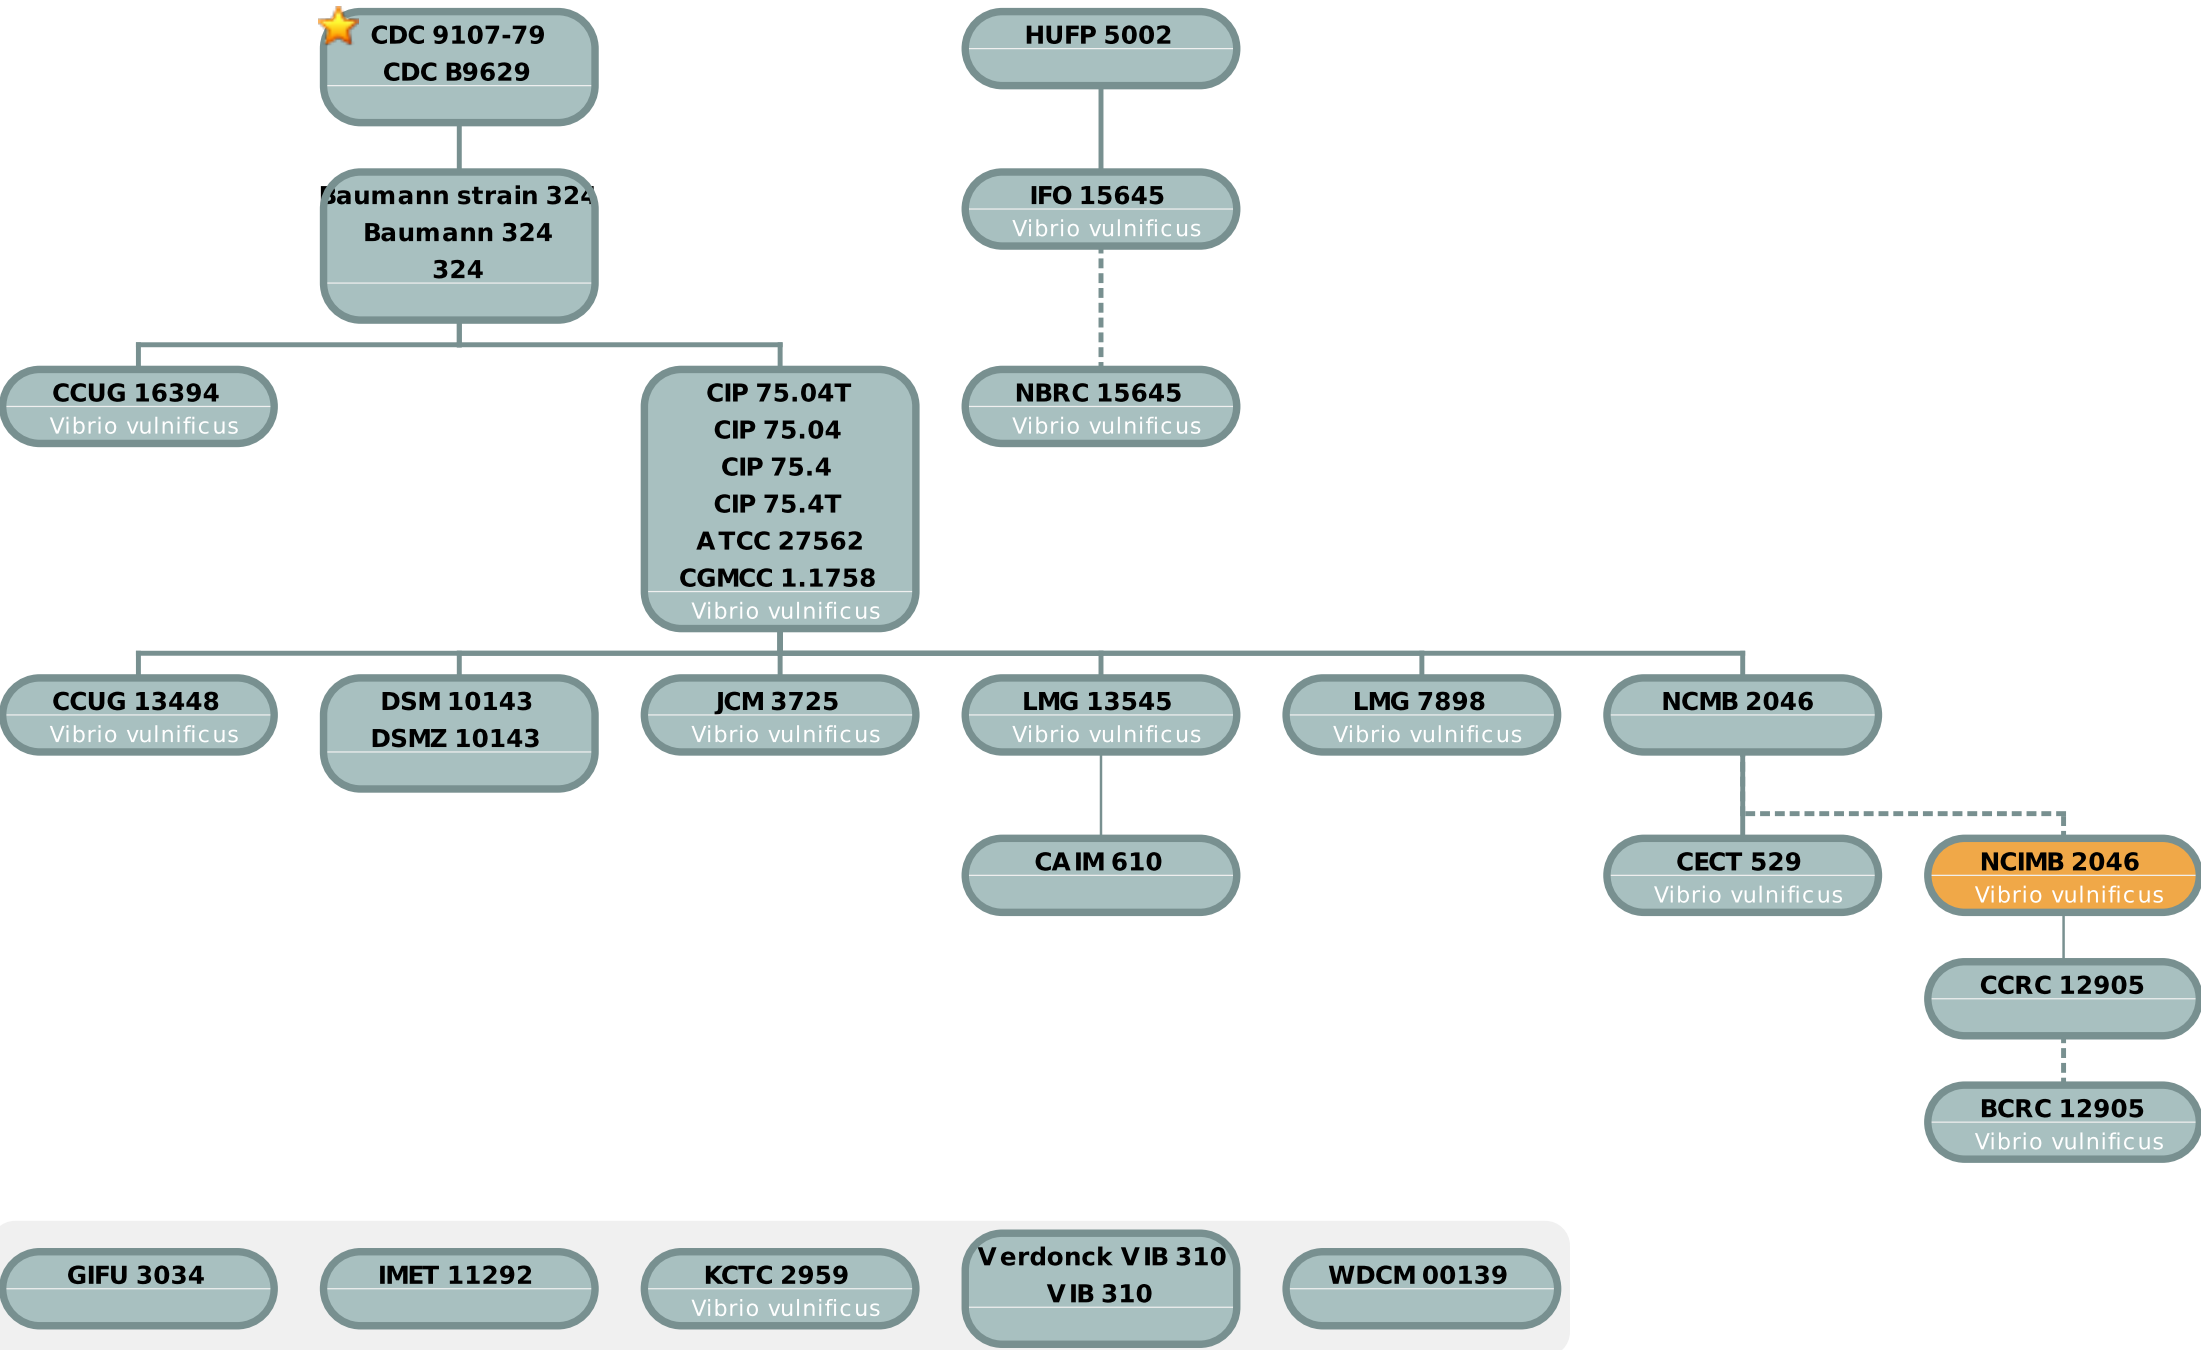 CDC 9107-79
CDC B9629
HUFP 5002
Baumann strain 324
Baumann 324
324
IFO 15645
Vibrio vulnificus
CCUG 16394
Vibrio vulnificus
CIP 75.04T
CIP 75.04
CIP 75.4
CIP 75.4T
ATCC 27562
CGMCC 1.1758
Vibrio vulnificus
NBRC 15645
Vibrio vulnificus
CCUG 13448
Vibrio vulnificus
DSM 10143
DSMZ 10143
JCM 3725
Vibrio vulnificus
LMG 13545
Vibrio vulnificus
LMG 7898
Vibrio vulnificus
NCMB 2046
CAIM 610
CECT 529
Vibrio vulnificus
NCIMB 2046
Vibrio vulnificus
CCRC 12905
BCRC 12905
Vibrio vulnificus
GIFU 3034
IMET 11292
KCTC 2959
Vibrio vulnificus
Verdonck VIB 310
VIB 310
WDCM 00139